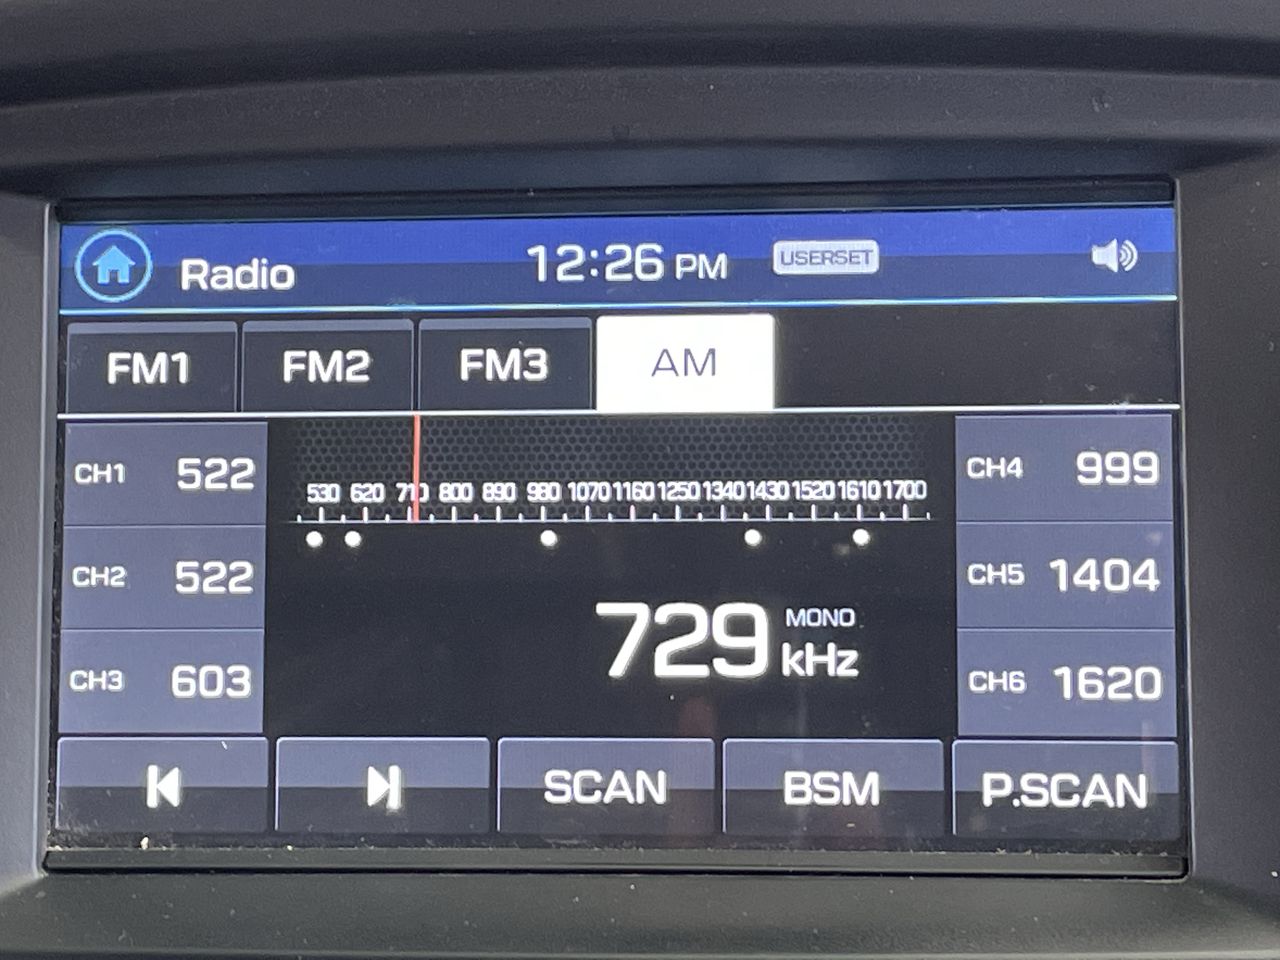 Radio 12:26 PM USERSET
FM1 FM2 FM3 AM
CH1 522
CH2 522
CH3 603
530 620 710 800 890 980 1070 1160 1250 1340 1430 1520 1610 1700
729 MONO kHz
CH4 999
CH5 1404
CH6 1620
SCAN BSM P.SCAN